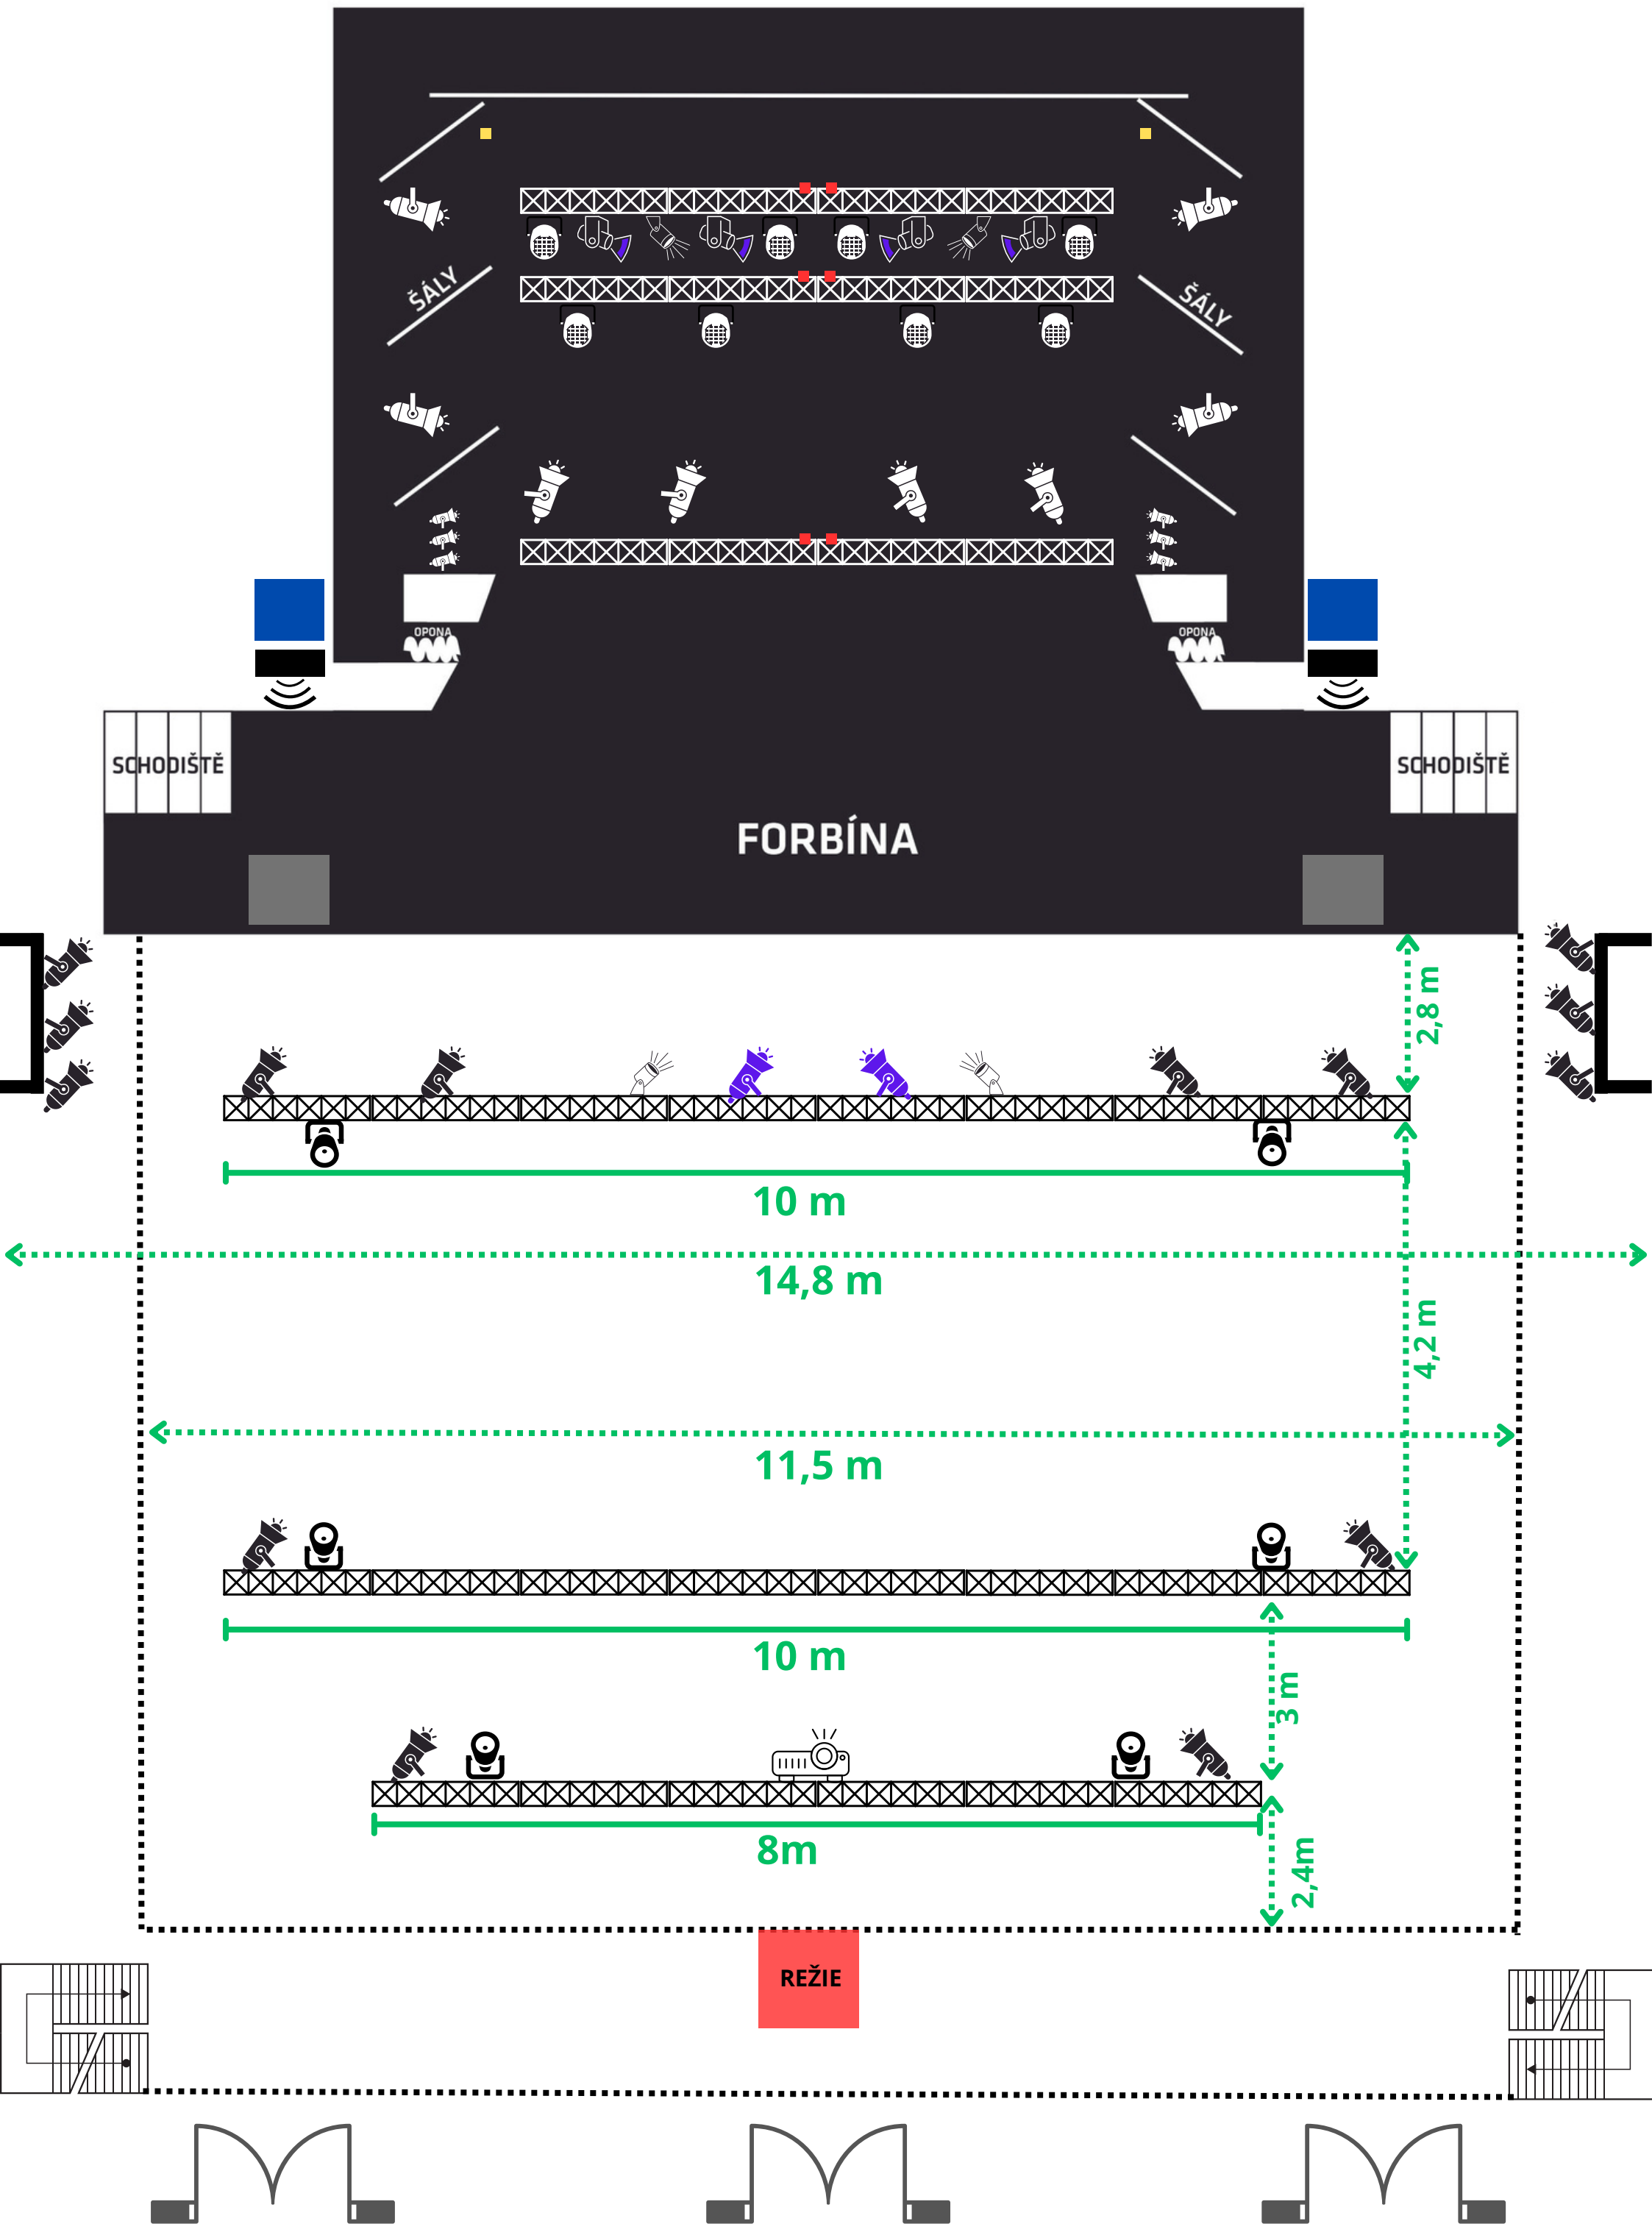 ŠÁLY
ŠÁLY
OPONA
OPONA
SCHODIŠTĚ
SCHODIŠTĚ
FORBÍNA
2,8 m
10 m
14,8 m
4,2 m
11,5 m
10 m
3 m
8m
2,4m
REŽIE